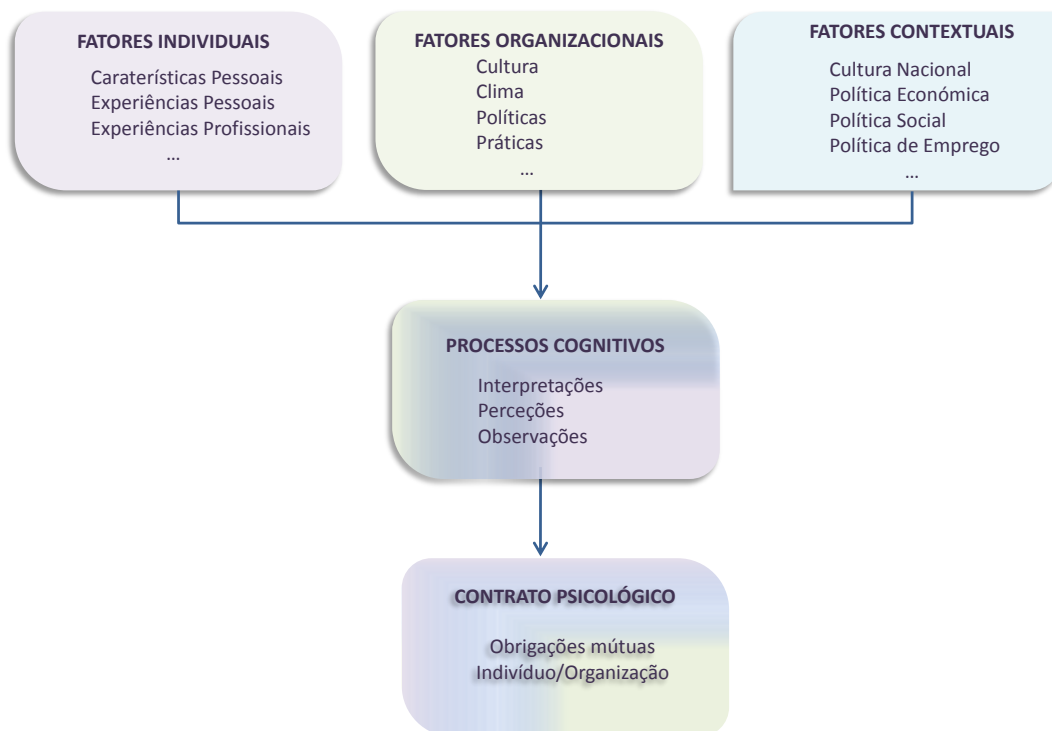 FATORES INDIVIDUAIS
Caraterísticas Pessoais
Experiências Pessoais
Experiências Profissionais
...
FATORES ORGANIZACIONAIS
Cultura
Clima
Políticas
Práticas
...
FATORES CONTEXTUAIS
Cultura Nacional
Política Económica
Política Social
Política de Emprego
...
PROCESSOS COGNITIVOS
Interpretações
Perceções
Observações
CONTRATO PSICOLÓGICO
Obrigações mútuas
Indivíduo/Organização